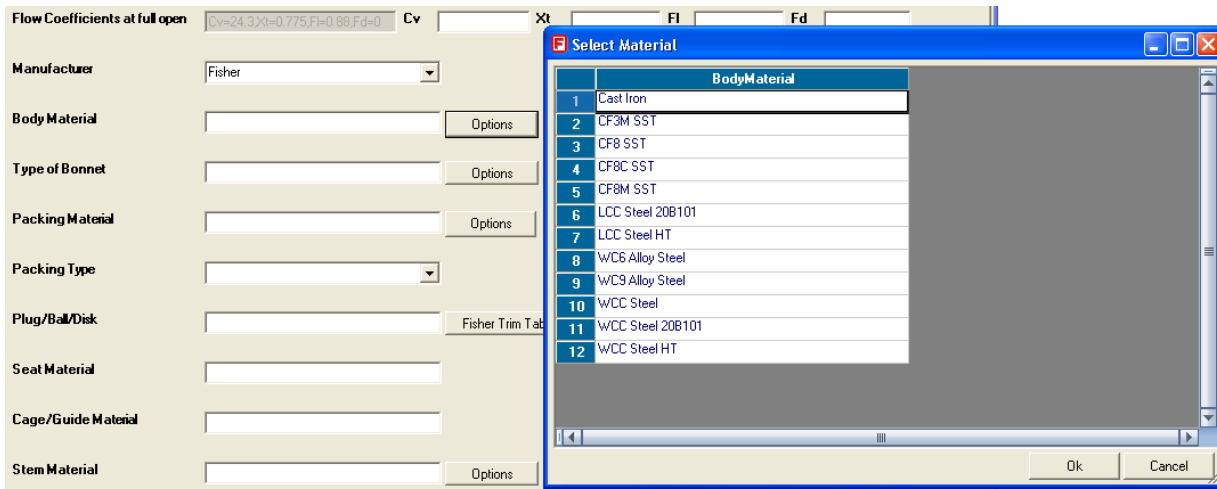 Flow Coefficients at full open Cv=24.3,Xt=0.775,Fl=0.88,Fd=0 Cv Xt Fl Fd
Select Material
Manufacturer Fisher
BodyMaterial
1 Cast Iron
Body Material Options
2 CF3M SST
3 CF8 SST
Type of Bonnet Options
4 CF8C SST
5 CF8M SST
Packing Material Options
6 LCC Steel 20B101
7 LCC Steel HT
8 WC6 Alloy Steel
Packing Type
9 WC9 Alloy Steel
10 WCC Steel
Plug/Ball/Disk Fisher Trim Tab
11 WCC Steel 20B101
12 WCC Steel HT
Seat Material
Cage/Guide Material
Stem Material Options
Ok Cancel